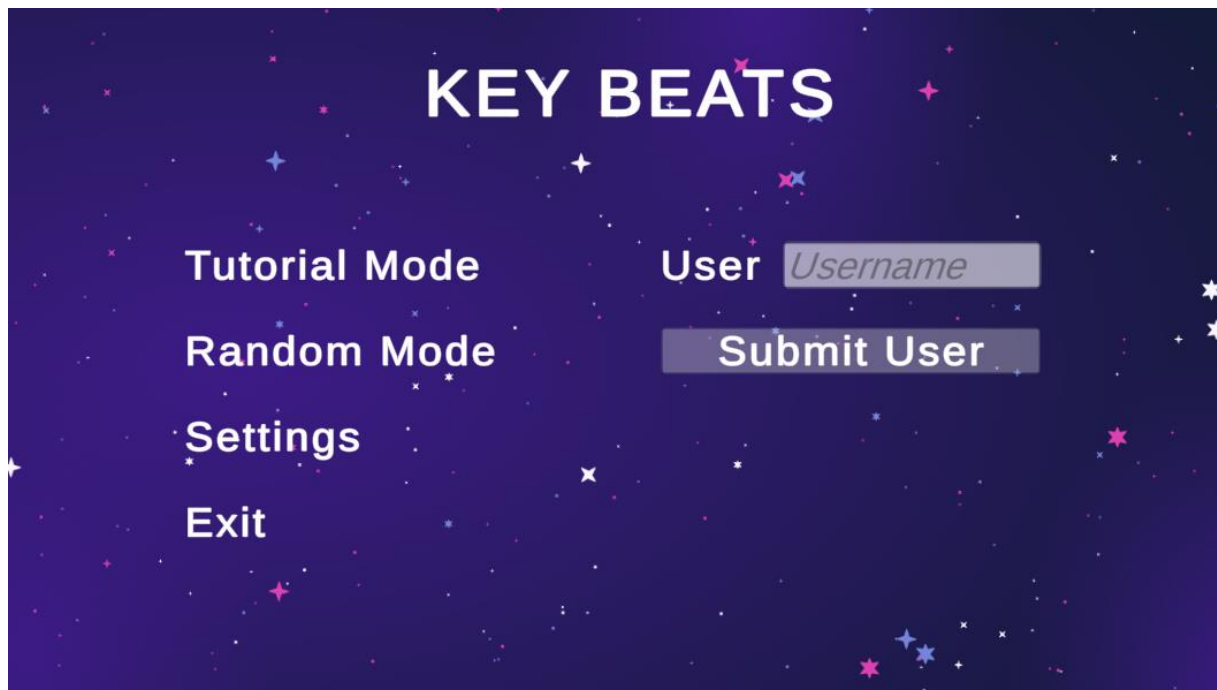 KEY BEATS
Tutorial Mode
User Username
Random Mode
Submit User
Settings
Exit